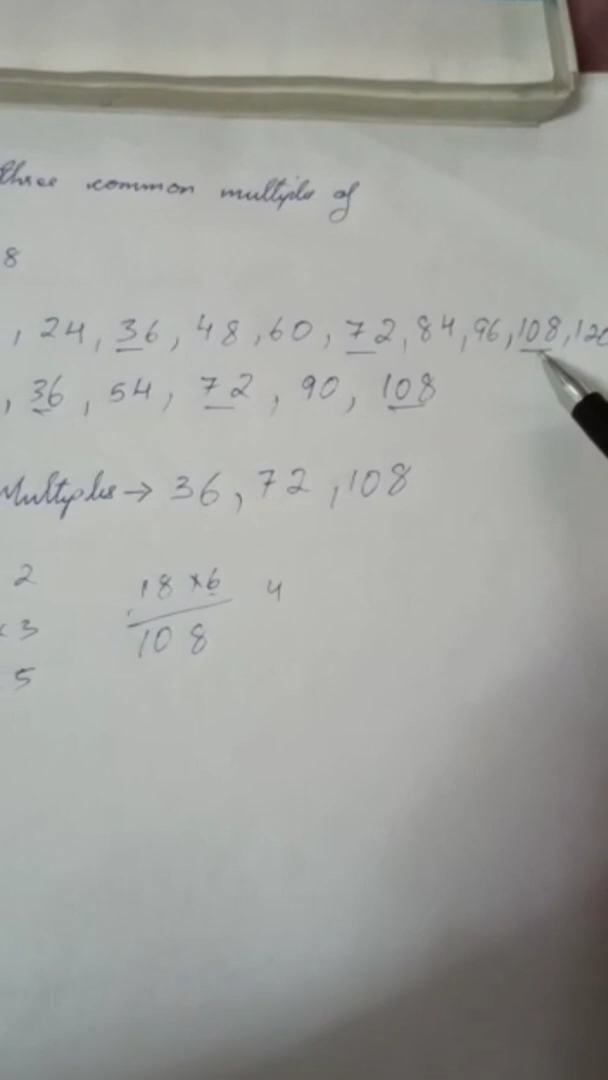 three common multiple of
8
, 24, 36, 48, 60, 72, 84, 96, 108, 120
, 36, 54, 72, 90, 108
Multiples → 36, 72, 108
2
18 × 6 4
× 3
108
5